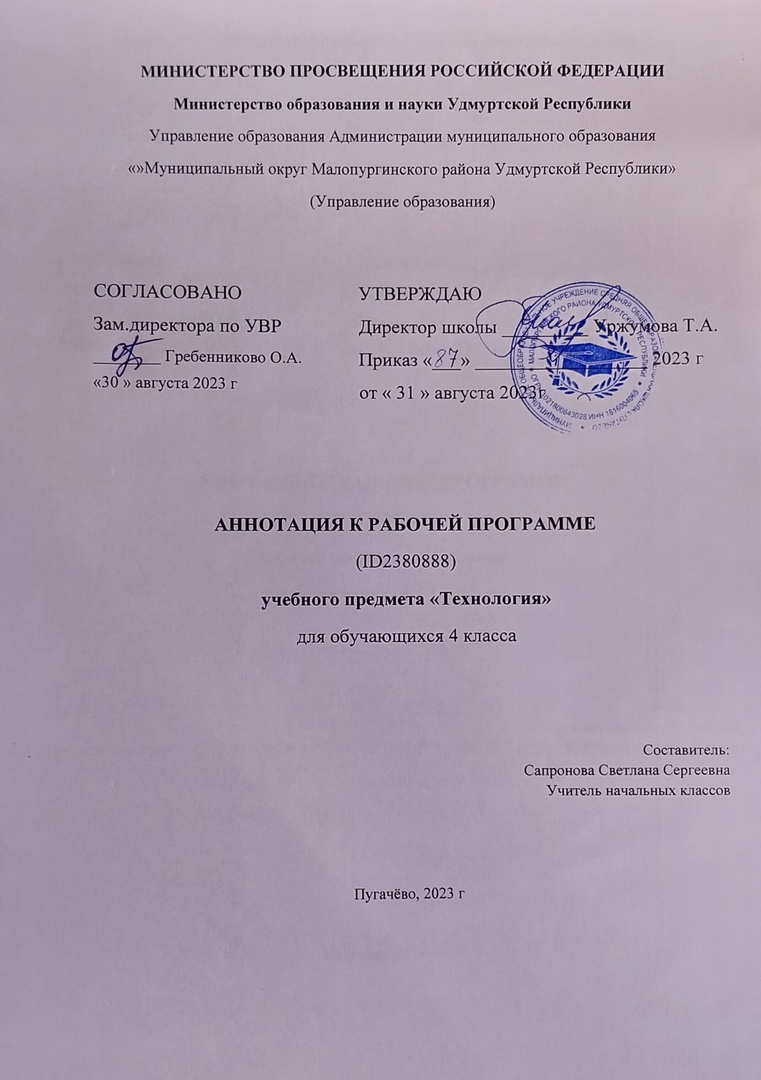 МИНИСТЕРСТВО ПРОСВЕЩЕНИЯ РОССИЙСКОЙ ФЕДЕРАЦИИ
Министерство образования и науки Удмуртской Республики
Управление образования Администрации муниципального образования
«»Муниципальный округ Малопургинского района Удмуртской Республики»
(Управление образования)
СОГЛАСОВАНО
Зам.директора по УВР
Гребенниково О.А.
«30 » августа 2023 г
УТВЕРЖДАЮ
Директор школы Уржумова Т.А.
Приказ «87» 2023 г
от « 31 » августа 2023г
АННОТАЦИЯ К РАБОЧЕЙ ПРОГРАММЕ
(ID2380888)
учебного предмета «Технология»
для обучающихся 4 класса
Составитель:
Сапронова Светлана Сергеевна
Учитель начальных классов
Пугачёво, 2023 г